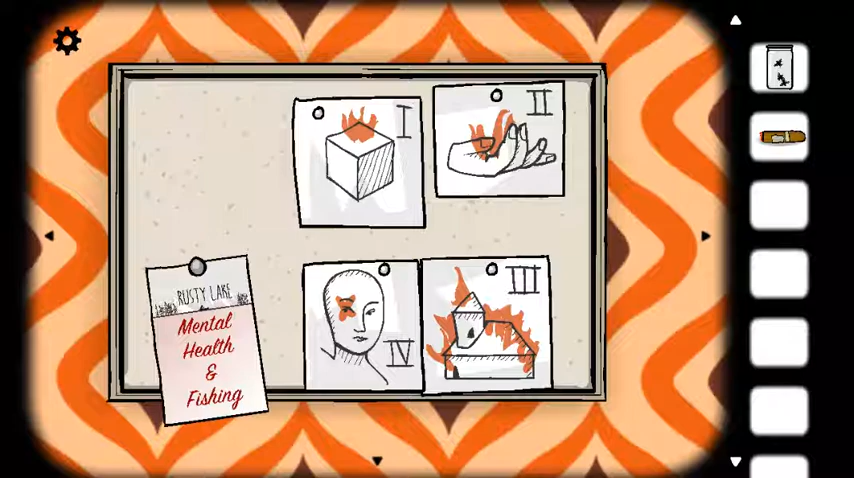 I
II
RUSTY LAKE
Mental
Health
&
Fishing
IV
III